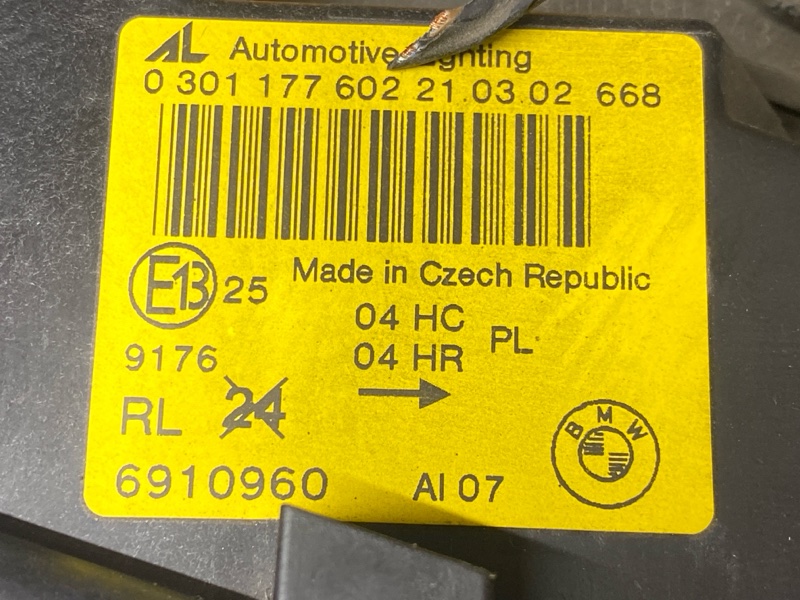 AL Automotive Lighting
0 301 177 602 21.03.02 668
E13 25 Made in Czech Republic
04 HC
9176 04 HR PL
RL 24
6910960 AI 07
BMW